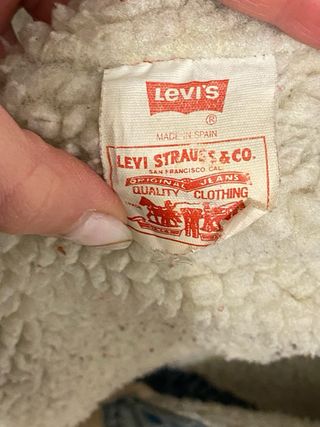 Levi's
®
MADE IN SPAIN
LEVI STRAUSS & CO.
SAN FRANCISCO CAL.
ORIGINAL JEANS
QUALITY CLOTHING